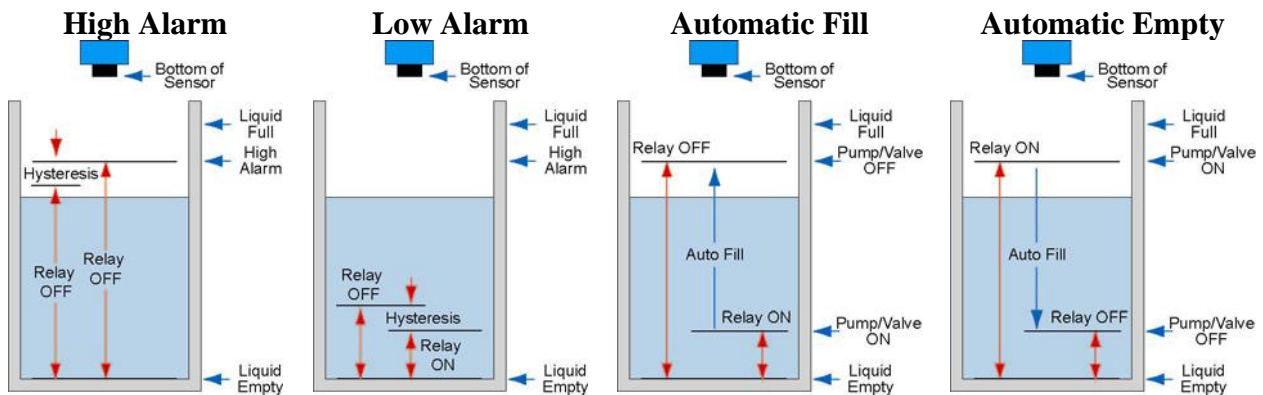 High Alarm
Bottom of
Sensor
Liquid
Full
High
Alarm
Hysteresis
Relay
OFF
Relay
OFF
Liquid
Empty
Low Alarm
Bottom of
Sensor
Liquid
Full
High
Alarm
Relay
OFF
Hysteresis
Relay
ON
Liquid
Empty
Automatic Fill
Bottom of
Sensor
Liquid
Full
Relay OFF
Pump/Valve
OFF
Auto Fill
Relay ON
Pump/Valve
ON
Liquid
Empty
Automatic Empty
Bottom of
Sensor
Liquid
Full
Relay ON
Pump/Valve
ON
Auto Fill
Relay OFF
Pump/Valve
OFF
Liquid
Empty